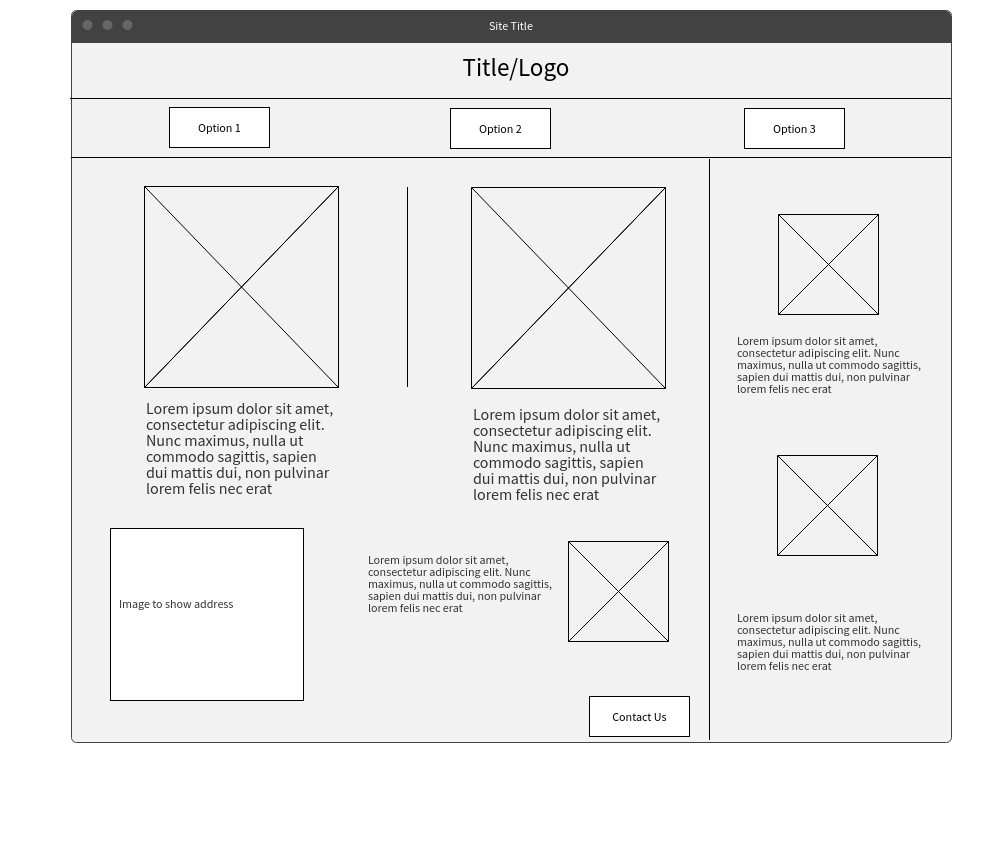 Site Title
Title/Logo
Option 1
Option 2
Option 3
Lorem ipsum dolor sit amet,
consectetur adipiscing elit.
Nunc maximus, nulla ut
commodo sagittis, sapien
dui mattis dui, non pulvinar
lorem felis nec erat
Lorem ipsum dolor sit amet,
consectetur adipiscing elit.
Nunc maximus, nulla ut
commodo sagittis, sapien
dui mattis dui, non pulvinar
lorem felis nec erat
Image to show address
Lorem ipsum dolor sit amet,
consectetur adipiscing elit. Nunc
maximus, nulla ut commodo sagittis,
sapien dui mattis dui, non pulvinar
lorem felis nec erat
Contact Us
Lorem ipsum dolor sit amet,
consectetur adipiscing elit. Nunc
maximus, nulla ut commodo sagittis,
sapien dui mattis dui, non pulvinar
lorem felis nec erat
Lorem ipsum dolor sit amet,
consectetur adipiscing elit. Nunc
maximus, nulla ut commodo sagittis,
sapien dui mattis dui, non pulvinar
lorem felis nec erat